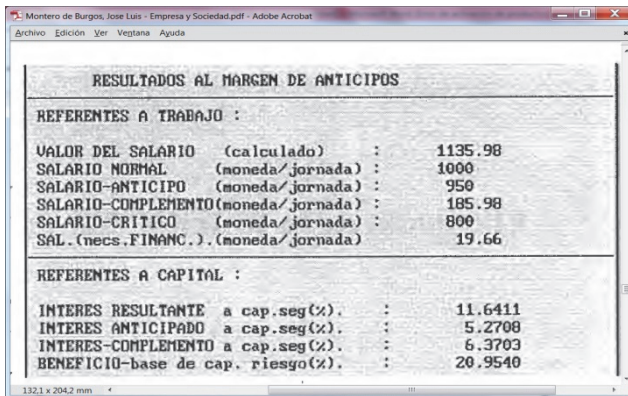 Montero de Burgos, Jose Luis - Empresa y Sociedad.pdf - Adobe Acrobat
Archivo Edición Ver Ventana Ayuda
RESULTADOS AL MARGEN DE ANTICIPOS
REFERENTES A TRABAJO :
VALOR DEL SALARIO (calculado) : 1135.98
SALARIO NORMAL (moneda/jornada) : 1000
SALARIO-ANTICIPO (moneda/jornada) : 950
SALARIO-COMPLEMENTO(moneda/jornada) : 185.98
SALARIO-CRITICO (moneda/jornada) : 800
SAL.(necs.FINANC.).(moneda/jornada) 19.66
REFERENTES A CAPITAL :
INTERES RESULTANTE a cap.seg(%). : 11.6411
INTERES ANTICIPADO a cap.seg(%). : 5.2708
INTERES-COMPLEMENTO a cap.seg(%). : 6.3703
BENEFICIO-base de cap. riesgo(%). : 20.9540
132,1 x 204,2 mm